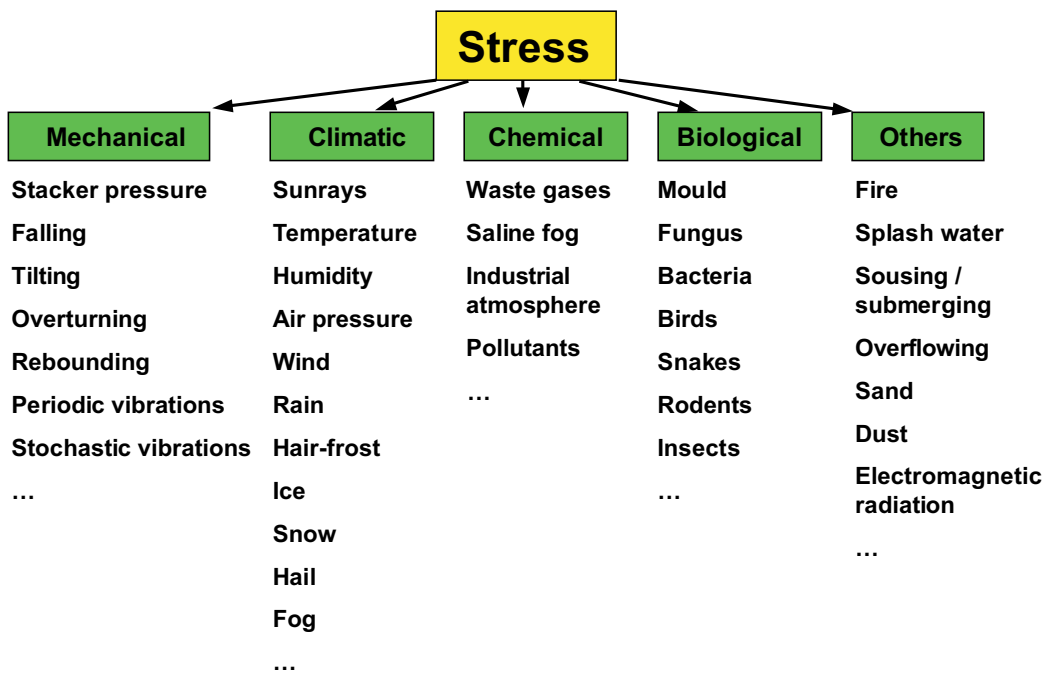 Stress
Mechanical
Stacker pressure
Falling
Tilting
Overturning
Rebounding
Periodic vibrations
Stochastic vibrations
…
Climatic
Sunrays
Temperature
Humidity
Air pressure
Wind
Rain
Hair-frost
Ice
Snow
Hail
Fog
…
Chemical
Waste gases
Saline fog
Industrial
atmosphere
Pollutants
…
Biological
Mould
Fungus
Bacteria
Birds
Snakes
Rodents
Insects
…
Others
Fire
Splash water
Sousing /
submerging
Overflowing
Sand
Dust
Electromagnetic
radiation
…